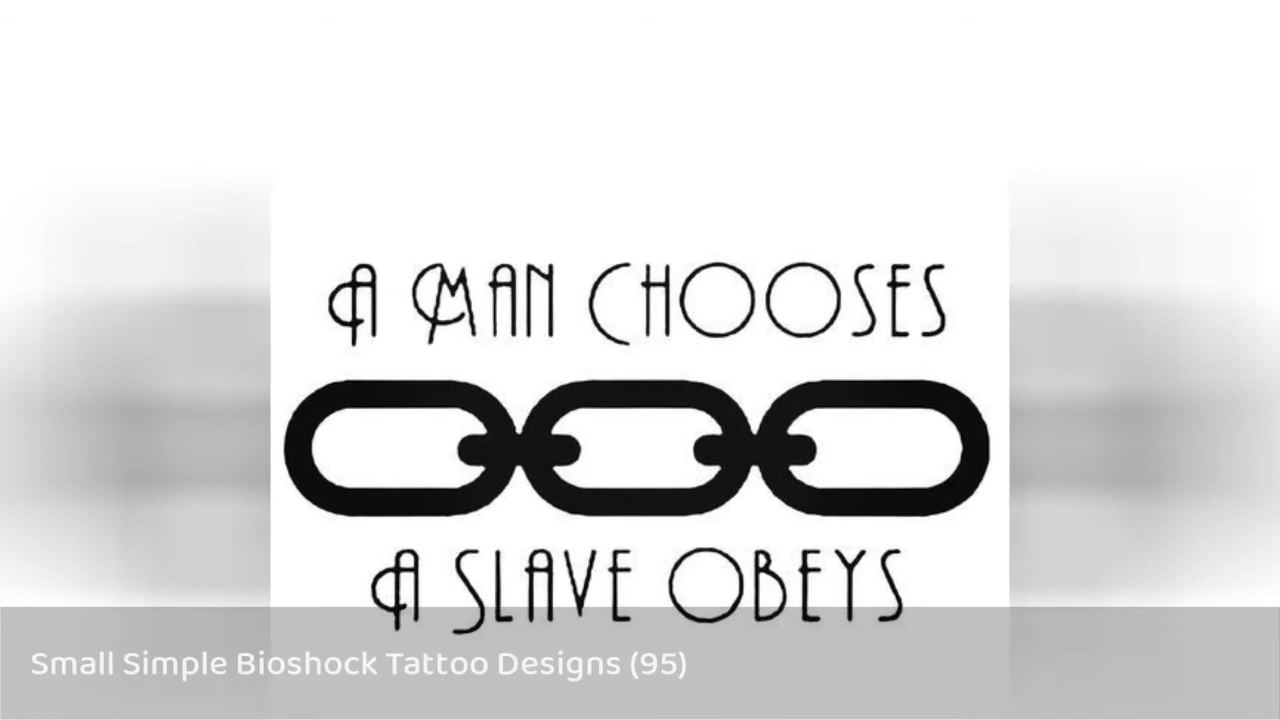 A MAN CHOOSES
A SLAVE OBEYS
Small Simple Bioshock Tattoo Designs (95)